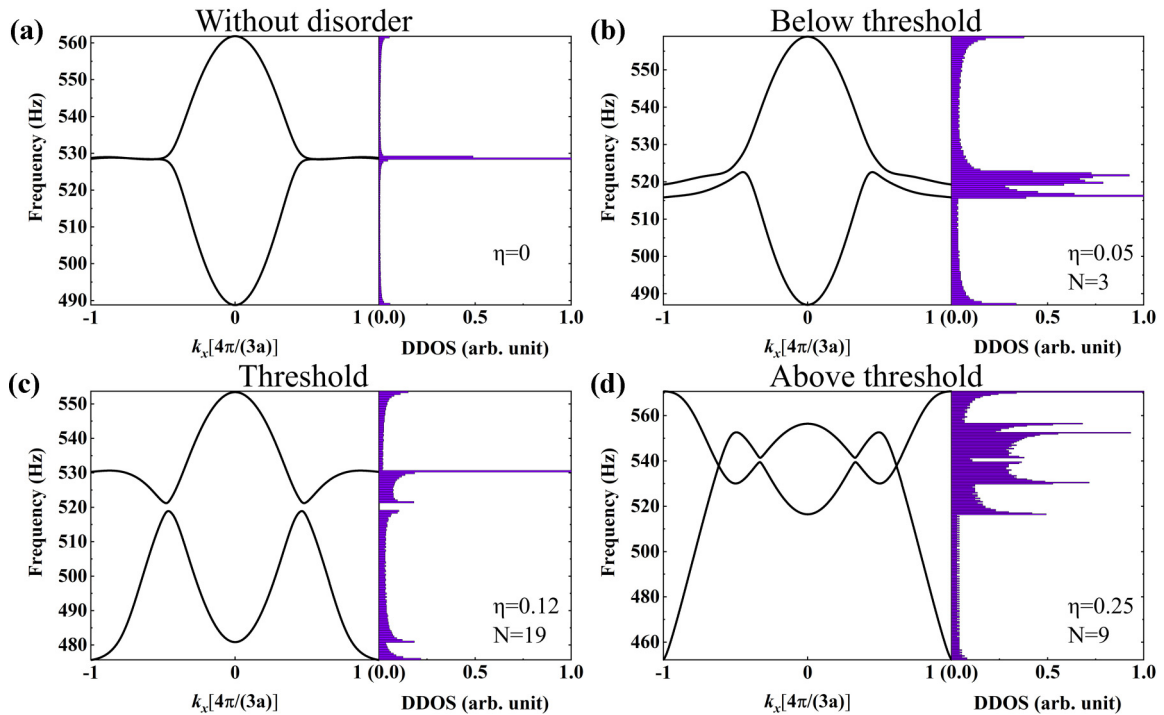 (a) Without disorder
560
550
540
530
520
510
500
490
Frequency (Hz)
η=0
-1 0 1 (0.0) 0.5 1.0
kx[4π/(3a)] DDOS (arb. unit)
(b) Below threshold
550
540
530
520
510
500
490
Frequency (Hz)
η=0.05
N=3
-1 0 1 (0.0) 0.5 1.0
kx[4π/(3a)] DDOS (arb. unit)
(c) Threshold
550
540
530
520
510
500
490
480
Frequency (Hz)
η=0.12
N=19
-1 0 1 (0.0) 0.5 1.0
kx[4π/(3a)] DDOS (arb. unit)
(d) Above threshold
560
540
520
500
480
460
Frequency (Hz)
η=0.25
N=9
-1 0 1 (0.0) 0.5 1.0
kx[4π/(3a)] DDOS (arb. unit)